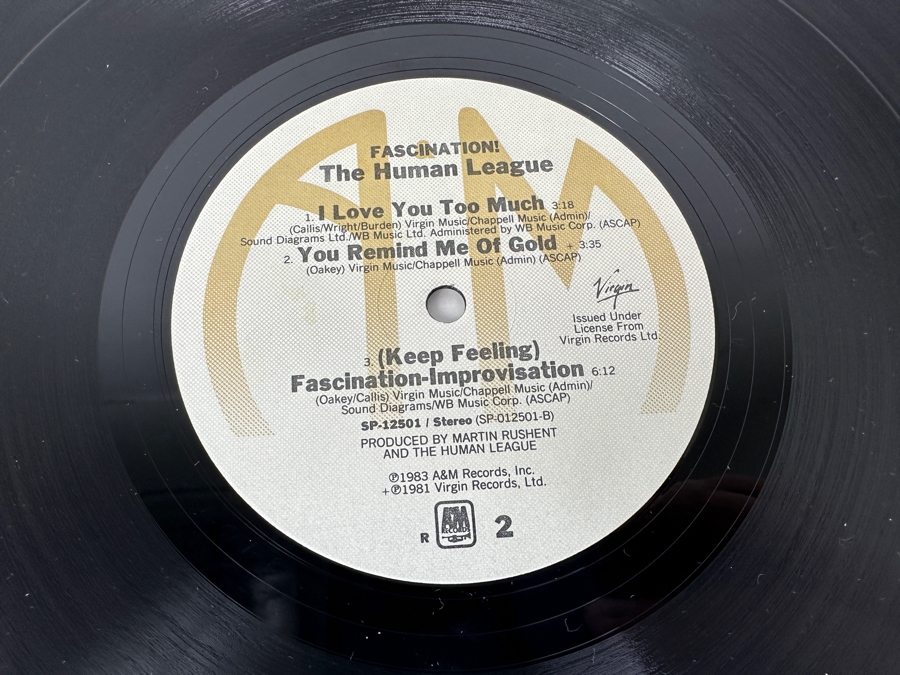 FASCINATION!
The Human League
1. I Love You Too Much 3:18
(Callis/Wright/Burden) Virgin Music/Chappell Music (Admin)/
Sound Diagrams Ltd./WB Music Ltd. Administered by WB Music Corp. (ASCAP)
2. You Remind Me Of Gold + 3:35
(Oakey) Virgin Music/Chappell Music (Admin) (ASCAP)
Virgin
Issued Under
License From
Virgin Records Ltd.
3. (Keep Feeling)
Fascination-Improvisation 6:12
(Oakey/Callis) Virgin Music/Chappell Music (Admin)/
Sound Diagrams/WB Music Corp. (ASCAP)
SP-12501 / Stereo (SP-012501-B)
PRODUCED BY MARTIN RUSHENT
AND THE HUMAN LEAGUE
℗1983 A&M Records, Inc.
+℗1981 Virgin Records, Ltd.
R A&M RECORDS 2